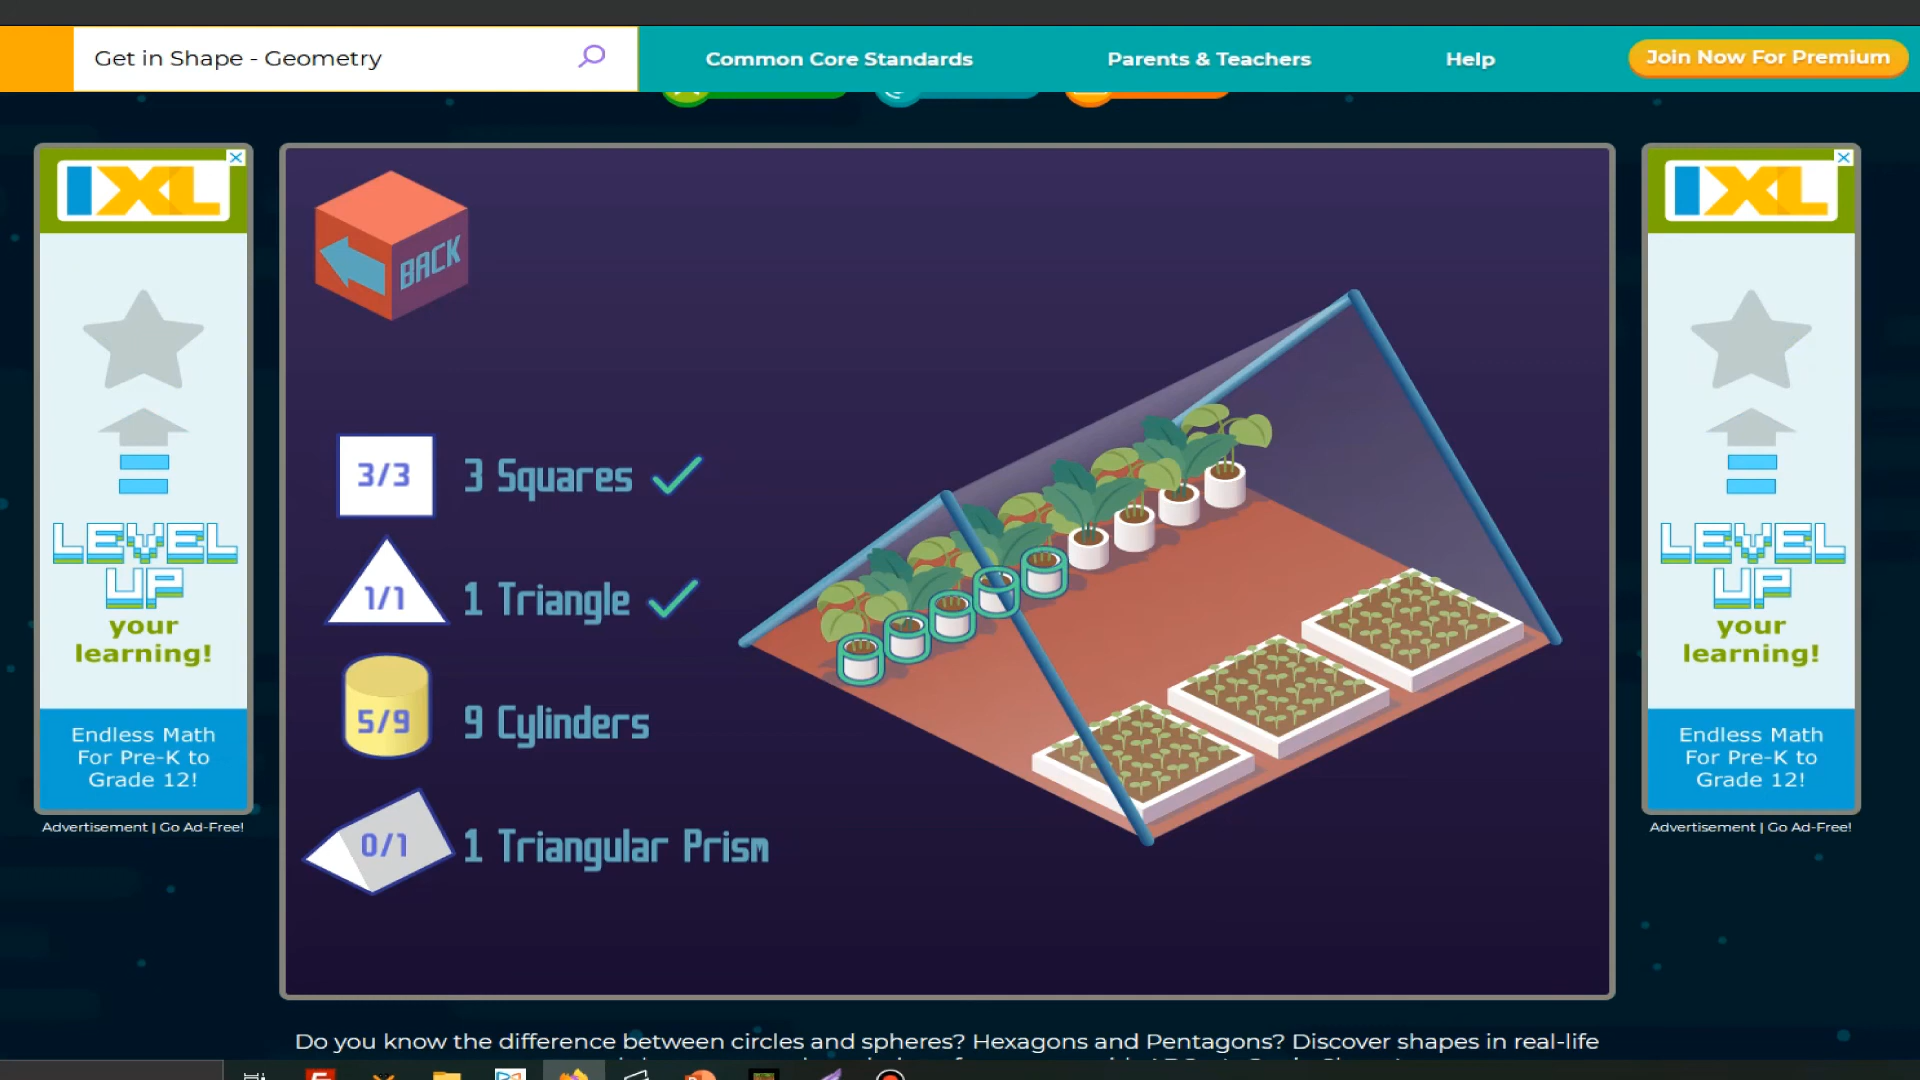 Get in Shape - Geometry
Common Core Standards
Parents & Teachers
Help
Join Now For Premium
IXL
LEVEL
UP
your
learning!
Endless Math
For Pre-K to
Grade 12!
Advertisement | Go Ad-Free!
BACK
3/3 3 Squares
1/1 1 Triangle
5/9 9 Cylinders
0/1 1 Triangular Prism
IXL
LEVEL
UP
your
learning!
Endless Math
For Pre-K to
Grade 12!
Advertisement | Go Ad-Free!
Do you know the difference between circles and spheres? Hexagons and Pentagons? Discover shapes in real-life